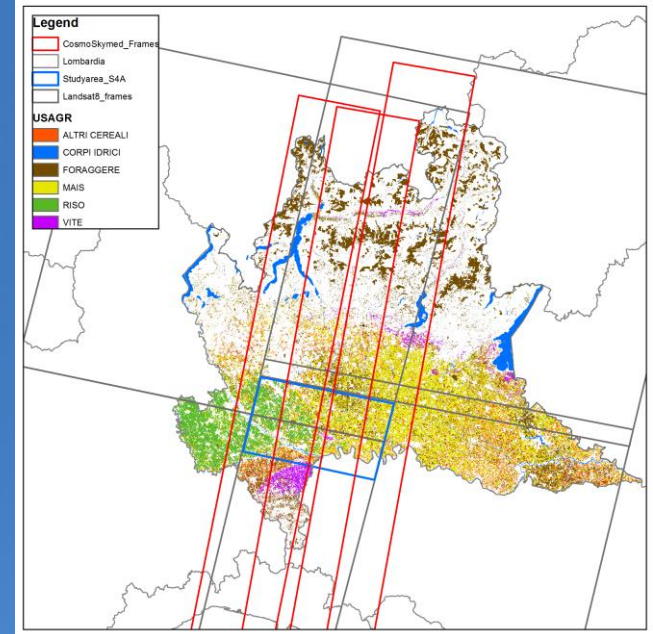 Legend
CosmoSkymed_Frames
Lombardia
Studyarea_S4A
Landsat8_frames
USAGR
ALTRI CEREALI
CORPI IDRICI
FORAGGERE
MAIS
RISO
VITE